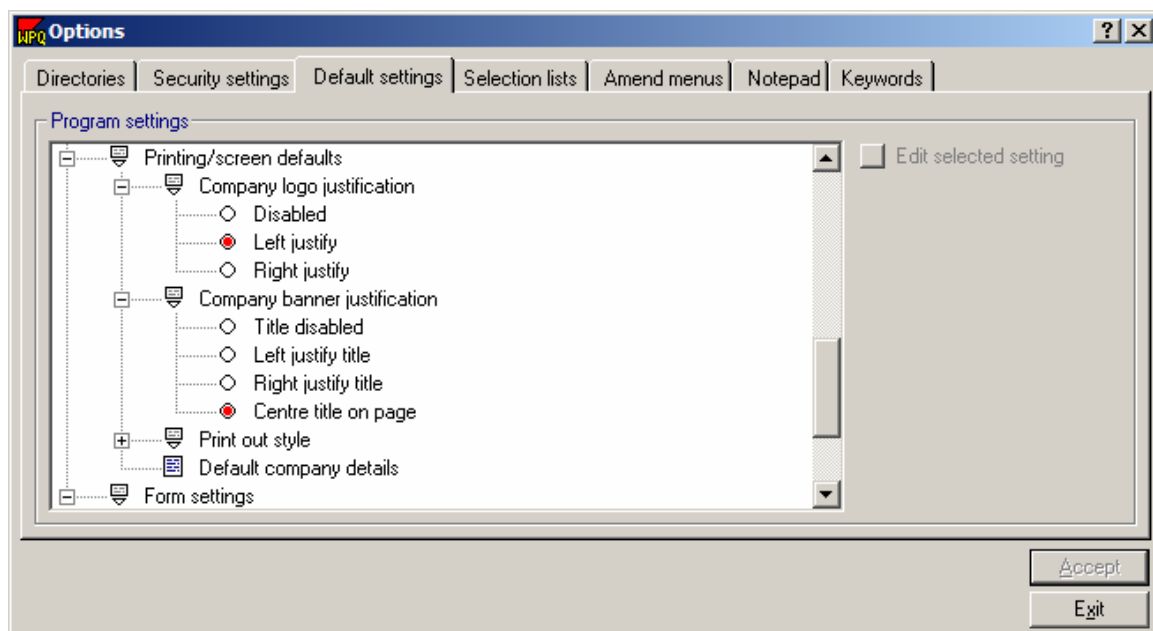 WPQ Options ? X
Directories Security settings Default settings Selection lists Amend menus Notepad Keywords
Program settings
Printing/screen defaults
Edit selected setting
Company logo justification
Disabled
Left justify
Right justify
Company banner justification
Title disabled
Left justify title
Right justify title
Centre title on page
Print out style
Default company details
Form settings
Accept
Exit